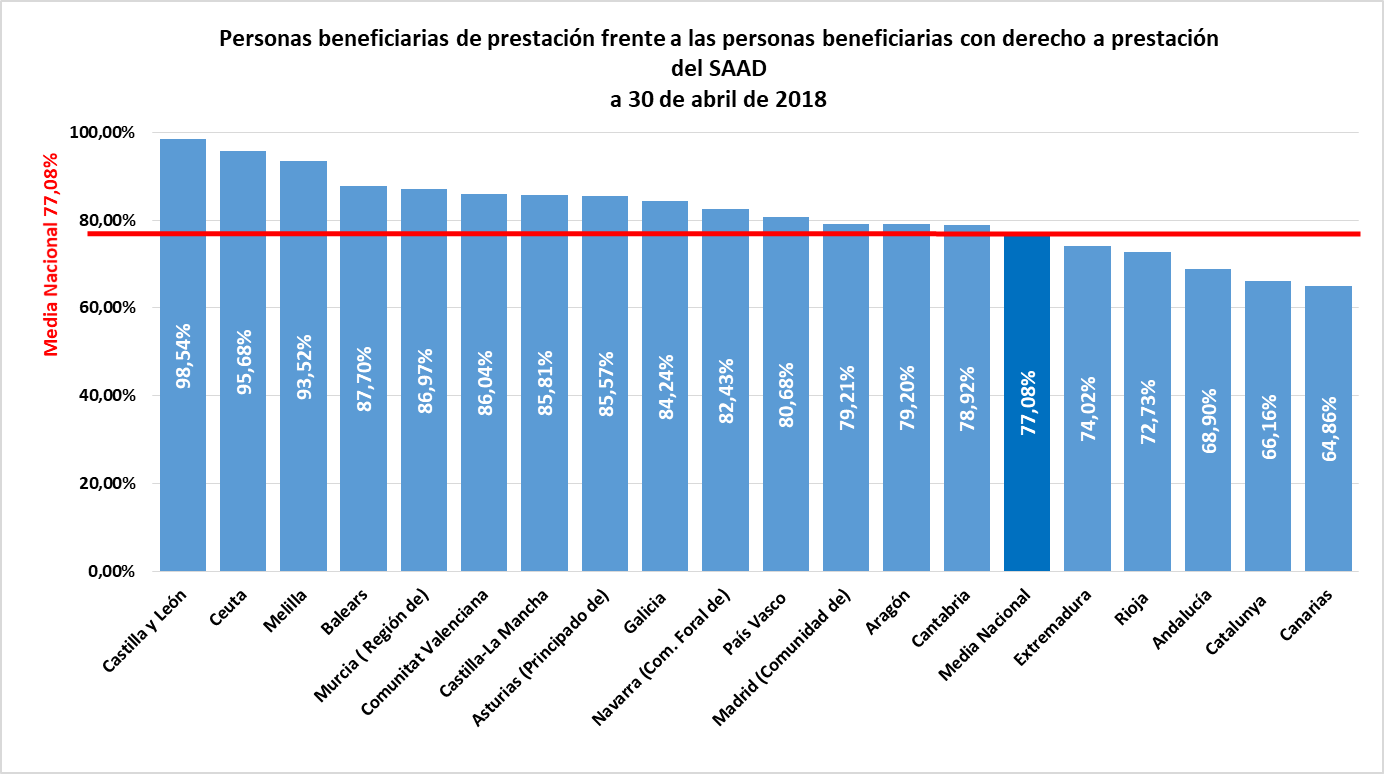 Personas beneficiarias de prestación frente a las personas beneficiarias con derecho a prestación
del SAAD
a 30 de abril de 2018
Media Nacional 77,08%
100,00%
80,00%
60,00%
40,00%
20,00%
0,00%
98,54%
95,68%
93,52%
87,70%
86,97%
86,04%
85,81%
85,57%
84,24%
82,43%
80,68%
79,21%
79,20%
78,92%
77,08%
74,02%
72,73%
68,90%
66,16%
64,86%
Castilla y León
Ceuta
Melilla
Balears
Murcia ( Región de)
Comunitat Valenciana
Castilla-La Mancha
Asturias (Principado de)
Galicia
Navarra (Com. Foral de)
País Vasco
Madrid (Comunidad de)
Aragón
Cantabria
Media Nacional
Extremadura
Rioja
Andalucía
Catalunya
Canarias